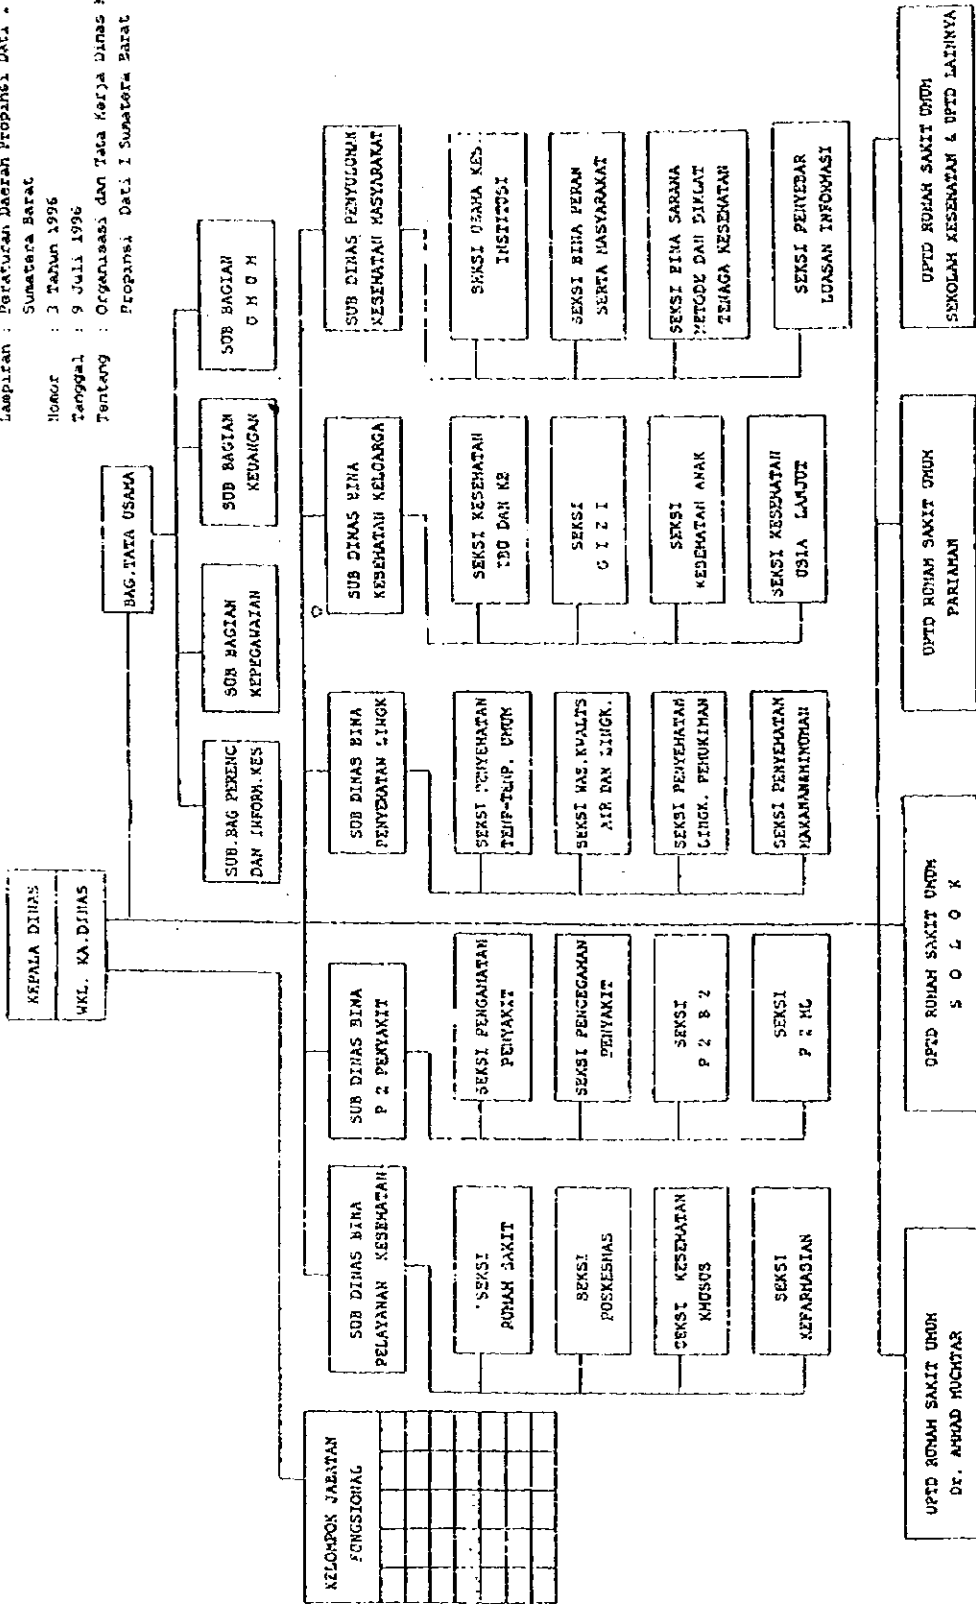 Lampiran : Peraturan Daerah Propinsi Dati
Sumatera Barat
Nomor : 3 Tahun 1996
Tanggal : 9 Juli 1996
Tentang : Organisasi dan Tata Kerja Dinas
Propinsi Dati I Sumatera Barat
KEPALA DINAS
WKL. KA.DINAS
BAG.TATA USAHA
SUB.BAG PERENC
DAN INFORM.KES
SUB BAGIAN
KEPEGAWAIAN
SUB BAGIAN
KEUANGAN
SUB BAGIAN
U M U M
KELOMPOK JABATAN
FUNGSIONAL
SUB DINAS BINA
PELAYANAN KESEHATAN
SEKSI
RUMAH SAKIT
SEKSI
PUSKESMAS
SEKSI KESEHATAN
KHUSUS
SEKSI
KEFARMASIAN
SUB DINAS BINA
P 2 PENYAKIT
SEKSI PENGAMATAN
PENYAKIT
SEKSI PENCEGAHAN
PENYAKIT
SEKSI
P 2 B 2
SEKSI
P 2 ML
SUB DINAS BINA
PENYEHATAN LINGK
SEKSI PENYEHATAN
TEMP-TEMP. UMUM
SEKSI WAS.KWALTS
AIR DAN LINGK.
SEKSI PENYEHATAN
LINGK. PEMUKIMAN
SEKSI PENYEHATAN
MAKANAN&MINUMAN
SUB DINAS BINA
KESEHATAN KELUARGA
SEKSI KESEHATAN
IBU DAN KB
SEKSI
G I Z I
SEKSI
KESEHATAN ANAK
SEKSI KESEHATAN
USIA LANJUT
SUB DINAS PENYULUHAN
KESEHATAN MASYARAKAT
SEKSI USAHA KES.
INSTITUSI
SEKSI BINA PERAN
SERTA MASYARAKAT
SEKSI BINA SARANA
METODE DAN DIKLAT
TENAGA KESEHATAN
SEKSI PENYEBAR
LUASAN INFORMASI
UPTD RUMAH SAKIT UMUM
Dr. AHMAD MUCHTAR
UPTD RUMAH SAKIT UMUM
S O L O K
UPTD RUMAH SAKIT UMUM
PARIAMAN
UPTD RUMAH SAKIT UMUM
SEKOLAH KESEHATAN & UPTD LAINNYA